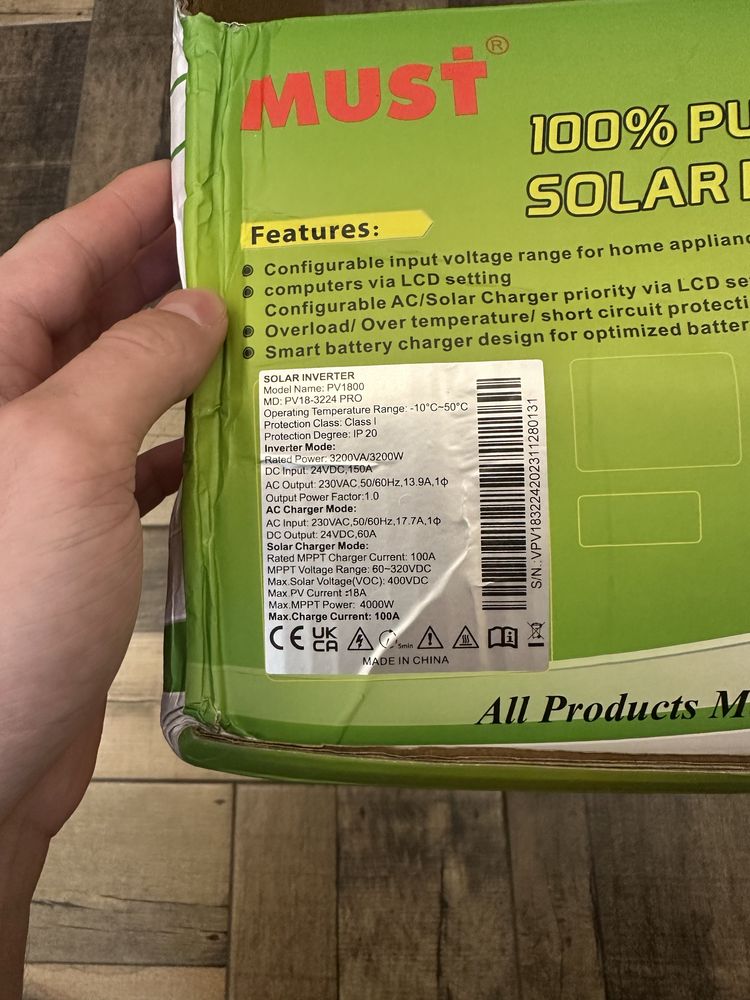 MUST ®
100% PU
SOLAR
Features:
Configurable input voltage range for home applianc
computers via LCD setting
Configurable AC/Solar Charger priority via LCD se
Overload/ Over temperature/ short circuit protecti
Smart battery charger design for optimized batter
SOLAR INVERTER
Model Name: PV1800
MD: PV18-3224 PRO
Operating Temperature Range: -10°C~50°C
Protection Class: Class I
Protection Degree: IP 20
Inverter Mode:
Rated Power: 3200VA/3200W
DC Input: 24VDC,150A
AC Output: 230VAC 50/60Hz,13.9A,1ф
Output Power Factor:1.0
AC Charger Mode:
AC Input: 230VAC,50/60Hz,17.7A,1ф
DC Output: 24VDC,60A
Solar Charger Mode:
Rated MPPT Charger Current: 100A
MPPT Voltage Range: 60~320VDC
Max.Solar Voltage(VOC): 400VDC
Max.PV Current :18A
Max.MPPT Power: 4000W
Max.Charge Current: 100A
CE UK CA 5min
MADE IN CHINA
S/N.:VPV183224202311280131
All Products M